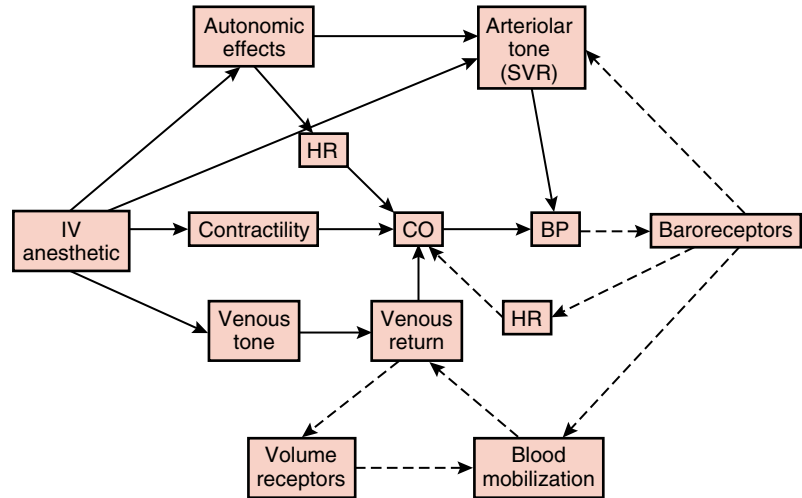 Autonomic
effects
Arteriolar
tone
(SVR)
HR
IV
anesthetic
Contractility
CO
BP
Baroreceptors
Venous
tone
Venous
return
HR
Volume
receptors
Blood
mobilization